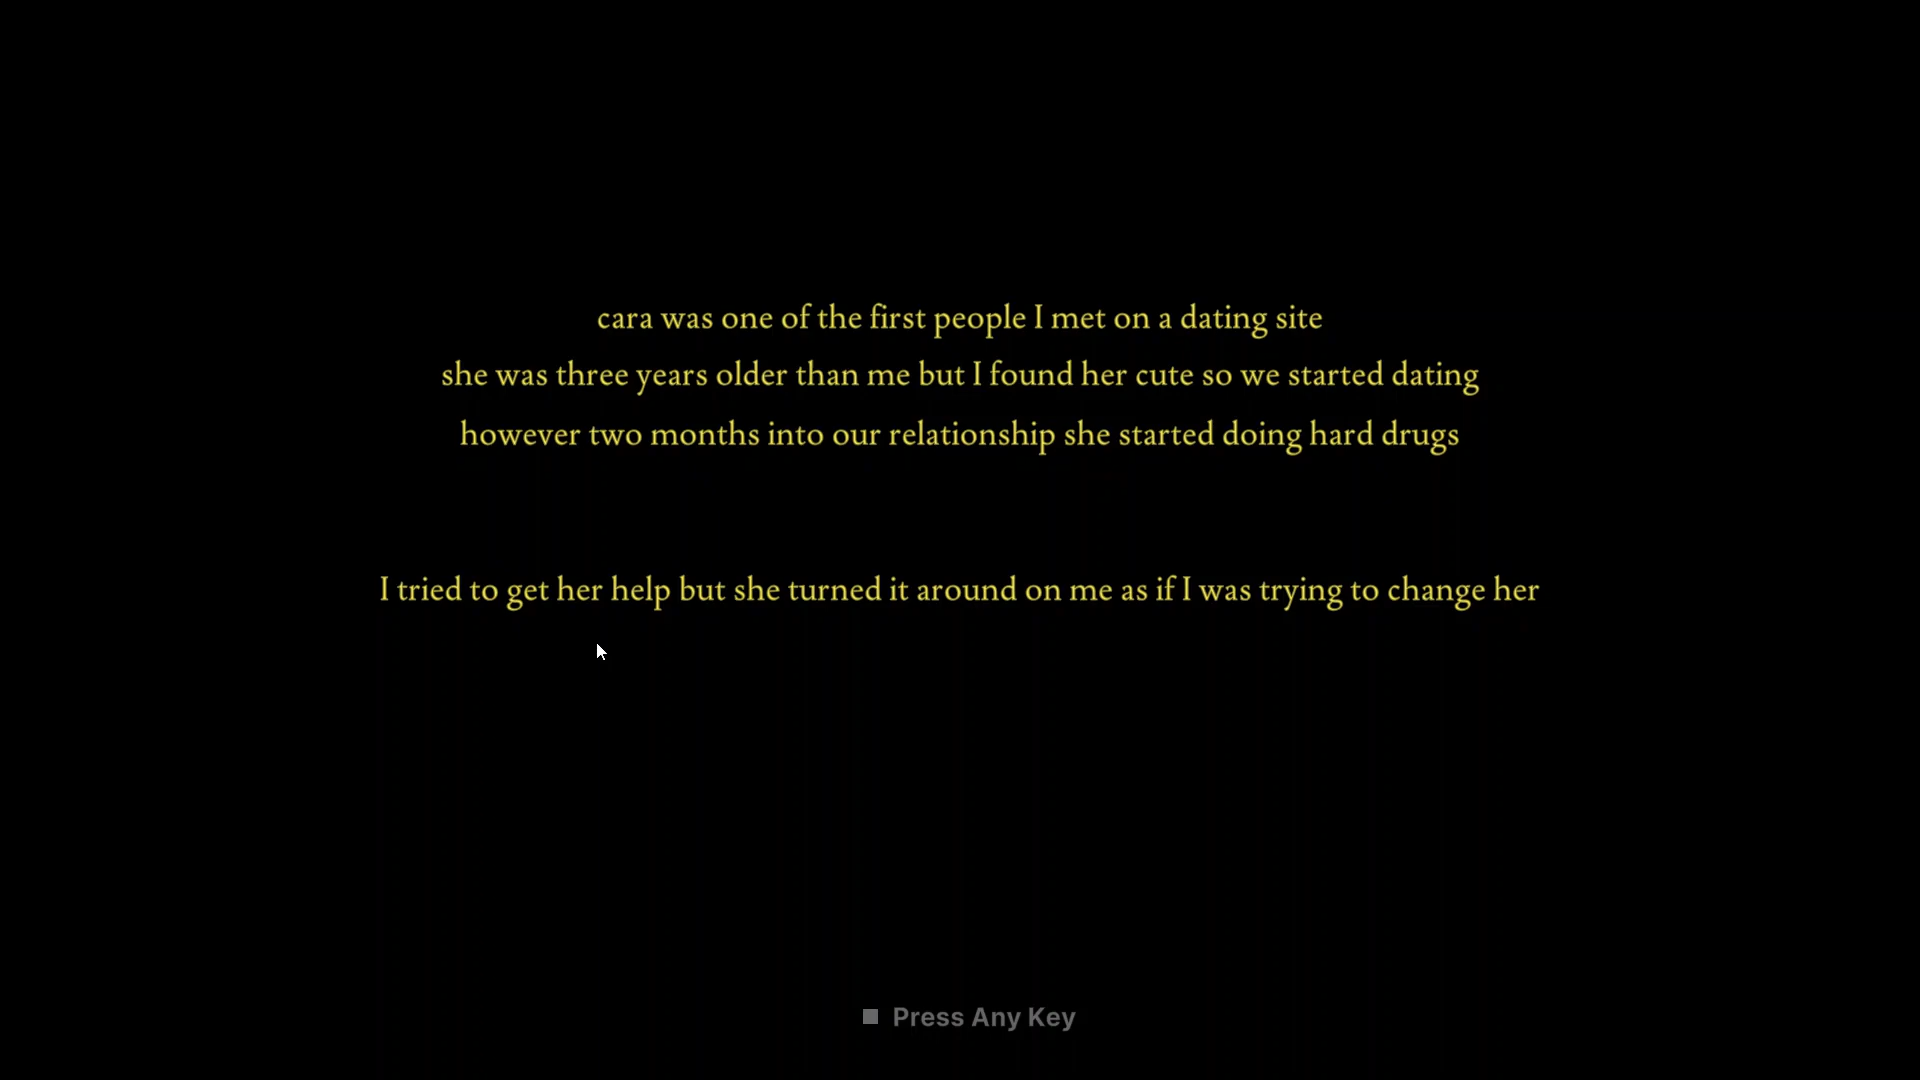 cara was one of the first people I met on a dating site
she was three years older than me but I found her cute so we started dating
however two months into our relationship she started doing hard drugs
I tried to get her help but she turned it around on me as if I was trying to change her
Press Any Key